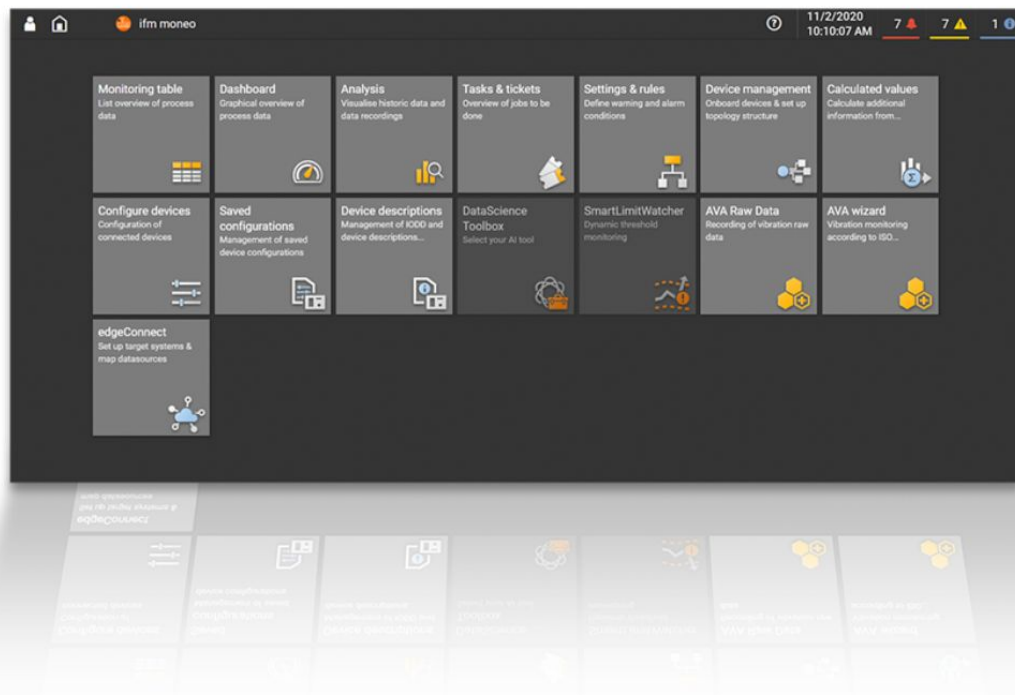 ifm moneo
11/2/2020
10:10:07 AM
7
7
1
Monitoring table
List overview of process
data
Dashboard
Graphical overview of
process data
Analysis
Visualise historic data and
data recordings
Tasks & tickets
Overview of jobs to be
done
Settings & rules
Define warning and alarm
conditions
Device management
Onboard devices & set up
topology structure
Calculated values
Calculate additional
information from...
Configure devices
Configuration of
connected devices
Saved
configurations
Management of saved
device configurations
Device descriptions
Management of IODD and
device descriptions...
DataScience
Toolbox
Select your AI tool
SmartLimitWatcher
Dynamic threshold
monitoring
AVA Raw Data
Recording of vibration raw
data
AVA wizard
Vibration monitoring
according to ISO...
edgeConnect
Set up target systems &
map datasources